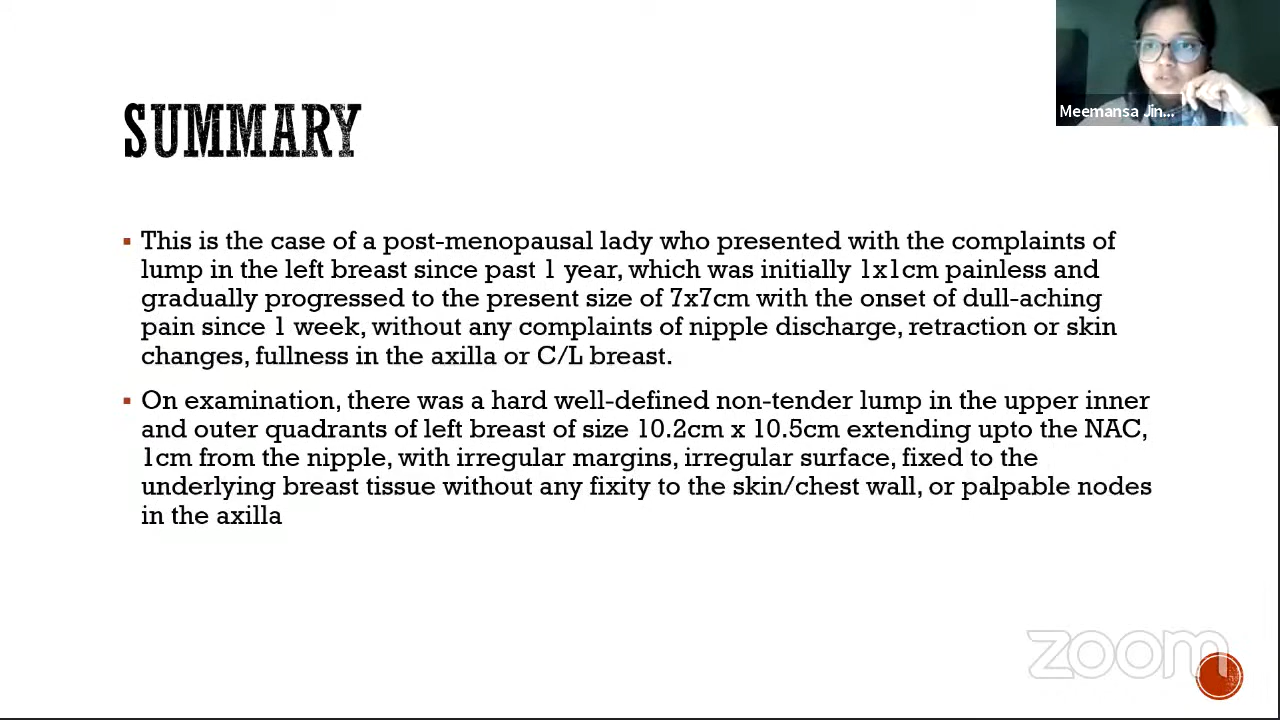 Meemansa Jin...
SUMMARY
This is the case of a post-menopausal lady who presented with the complaints of
lump in the left breast since past 1 year, which was initially 1x1cm painless and
gradually progressed to the present size of 7x7cm with the onset of dull-aching
pain since 1 week, without any complaints of nipple discharge, retraction or skin
changes, fullness in the axilla or C/L breast.
On examination, there was a hard well-defined non-tender lump in the upper inner
and outer quadrants of left breast of size 10.2cm x 10.5cm extending upto the NAC,
1cm from the nipple, with irregular margins, irregular surface, fixed to the
underlying breast tissue without any fixity to the skin/chest wall, or palpable nodes
in the axilla
zoom